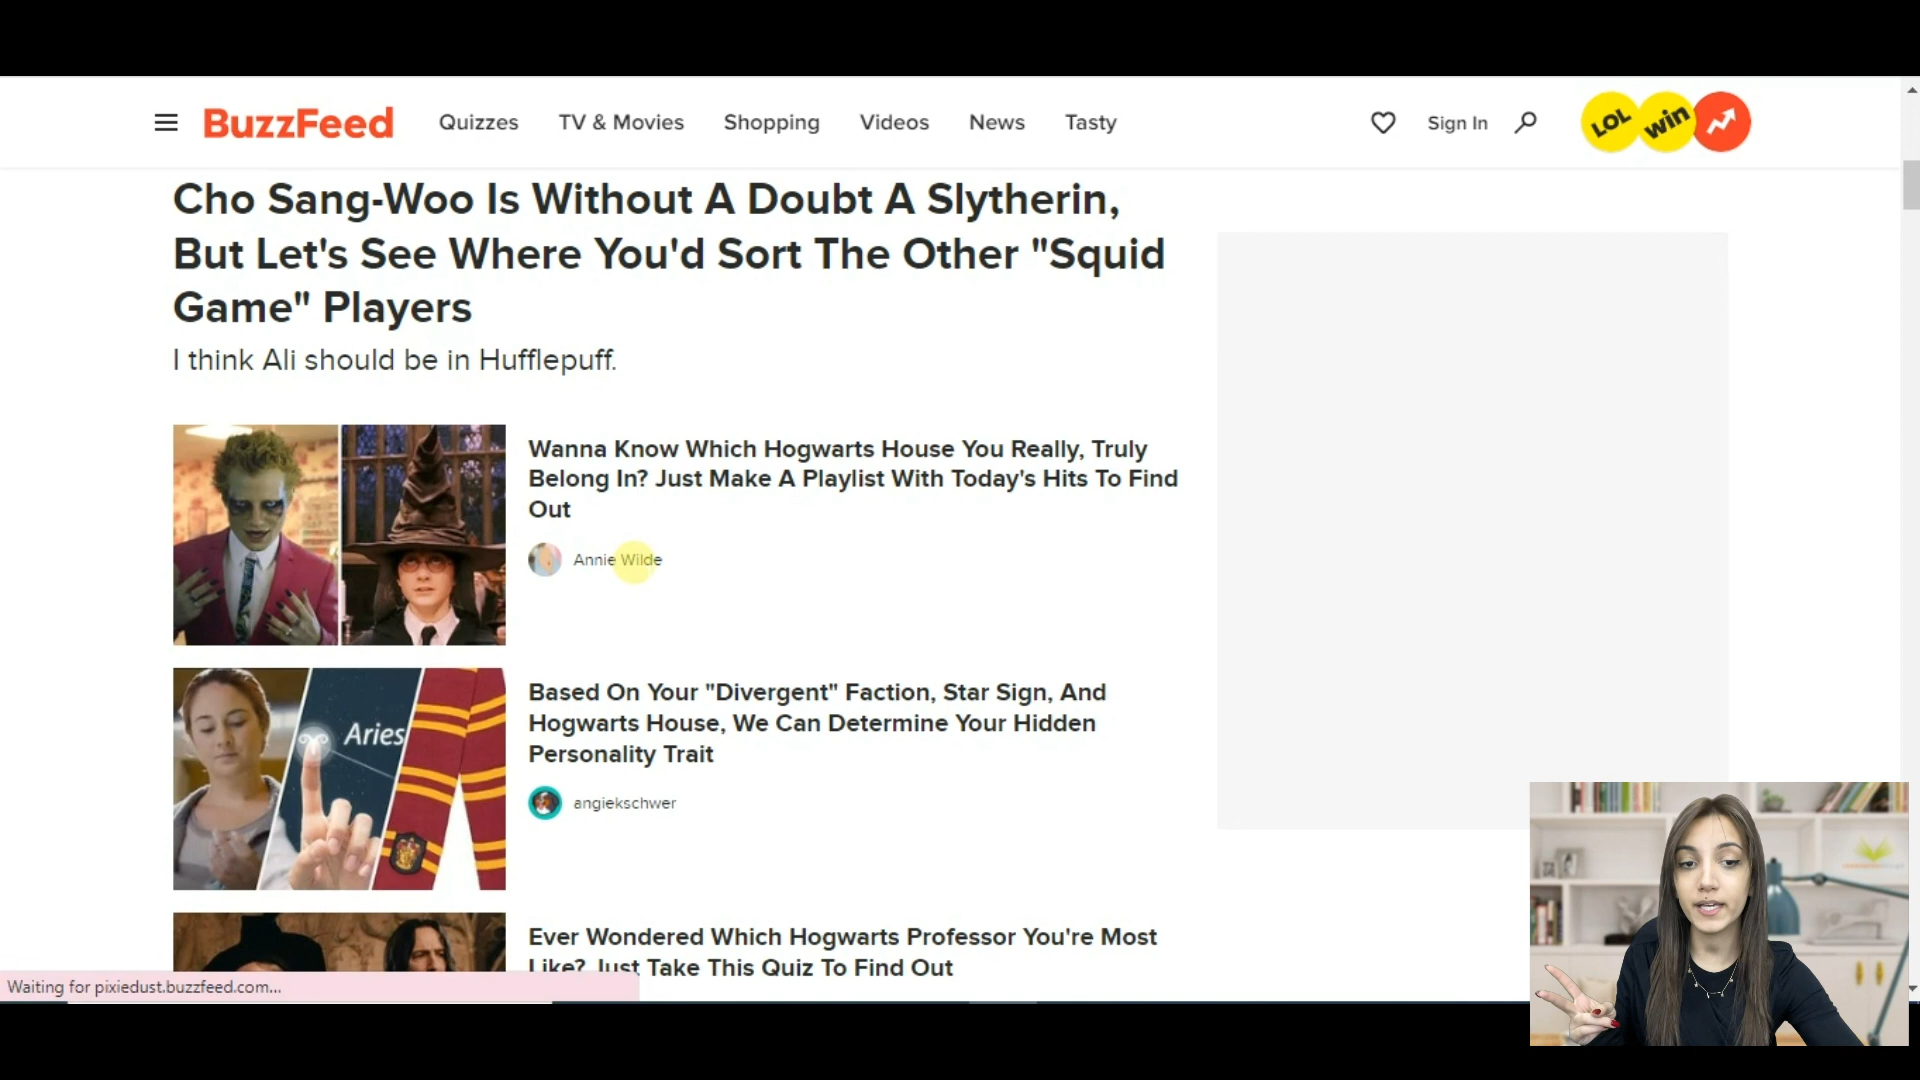 BuzzFeed Quizzes TV & Movies Shopping Videos News Tasty Sign In LOL win
Cho Sang-Woo Is Without A Doubt A Slytherin,
But Let's See Where You'd Sort The Other "Squid
Game" Players
I think Ali should be in Hufflepuff.
Wanna Know Which Hogwarts House You Really, Truly
Belong In? Just Make A Playlist With Today's Hits To Find
Out
Annie Wilde
Aries
Based On Your "Divergent" Faction, Star Sign, And
Hogwarts House, We Can Determine Your Hidden
Personality Trait
angiekschwer
Ever Wondered Which Hogwarts Professor You're Most
Like? Just Take This Quiz To Find Out
Waiting for pixiedust.buzzfeed.com...